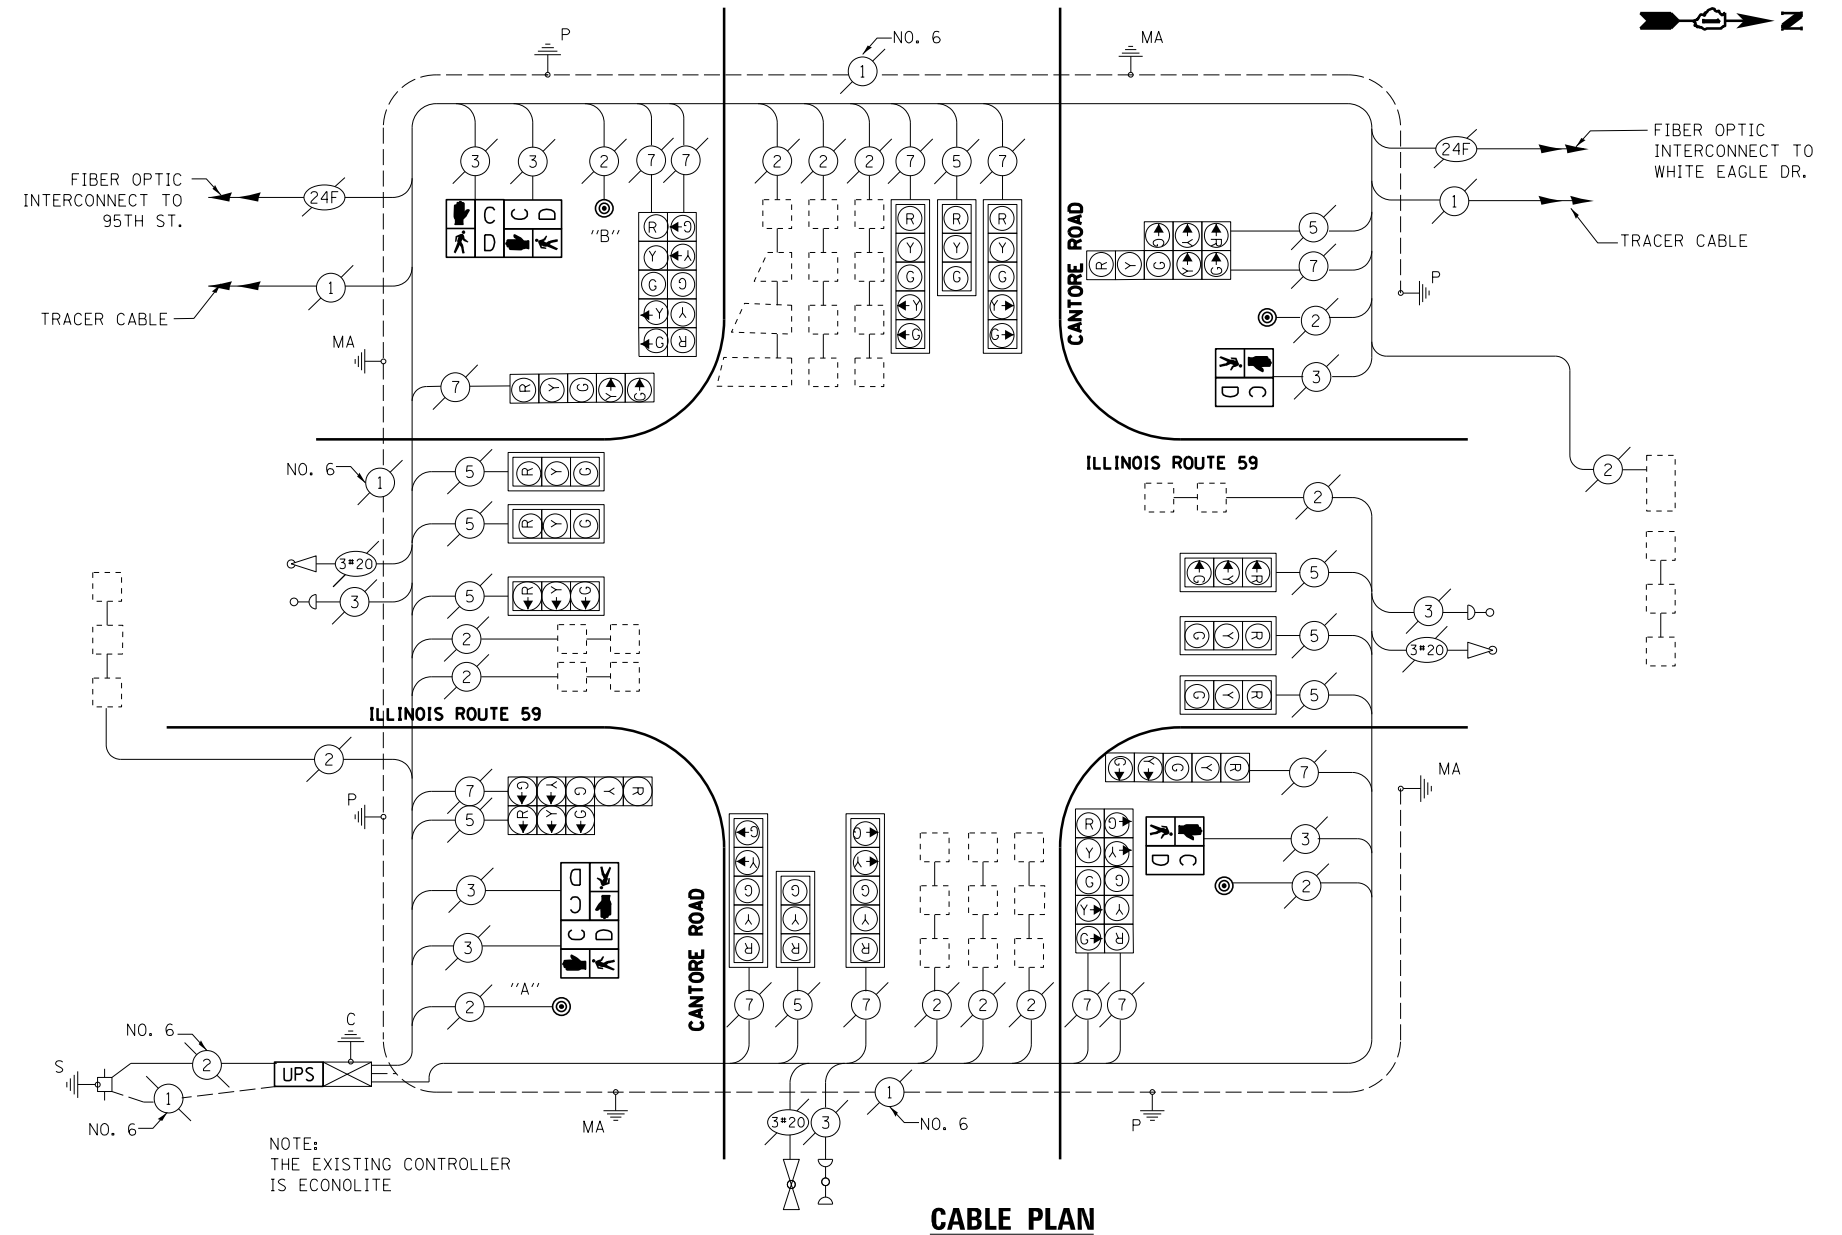 N
P
NO. 6
1
MA
3
3
2
7
7
2
2
2
7
5
7
FIBER OPTIC
INTERCONNECT TO
95TH ST.
24F
TRACER CABLE
1
24F
FIBER OPTIC
INTERCONNECT TO
WHITE EAGLE DR.
1
TRACER CABLE
C C D
D
"B"
R G
Y Y
G G
Y Y
G R
R R R
Y Y Y
G G G
Y Y
G G
CANTORE ROAD
G Y R
5
R Y G Y G
7
P
2
D C
3
MA
7
R Y G Y G
NO. 6
1
5
R Y G
5
R Y G
3#20
3
5
R Y G
2
2
ILLINOIS ROUTE 59
ILLINOIS ROUTE 59
2
2
G Y R
5
3
G Y R
5
3#20
G Y R
5
2
7
G Y G Y R
P
5
R Y G
3
D
C
C D
3
2
"A"
CANTORE ROAD
G G
Y Y
G G G
Y Y Y
R R R
7
5
7
2
2
2
7
7
G Y G Y R
7
MA
R G
Y Y
G G
Y Y
G R
D C
3
2
NO. 6
2
C
S
UPS
1
NO. 6
MA
3#20
3
1
NO. 6
P
NOTE:
THE EXISTING CONTROLLER
IS ECONOLITE
CABLE PLAN